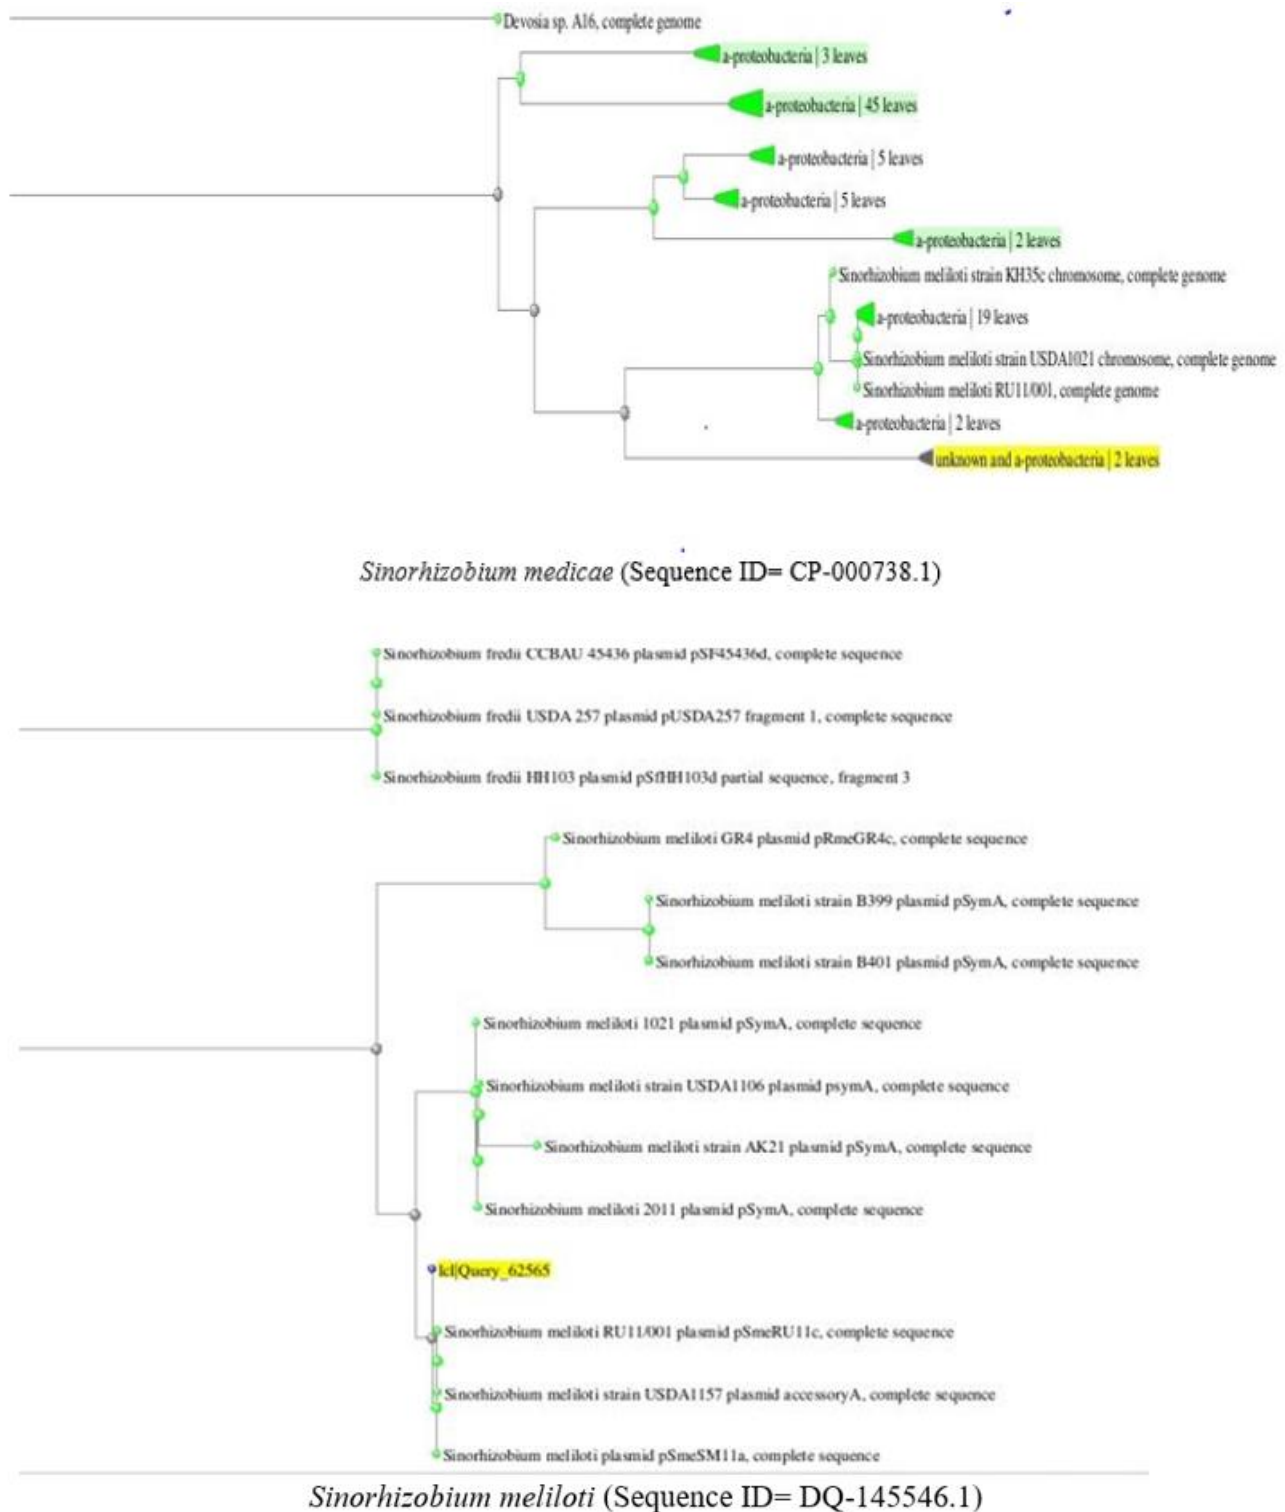 Devosia sp. A16, complete genome
a-proteobacteria | 3 leaves
a-proteobacteria | 45 leaves
a-proteobacteria | 5 leaves
a-proteobacteria | 5 leaves
a-proteobacteria | 2 leaves
Sinorhizobium meliloti strain KH35c chromosome, complete genome
a-proteobacteria | 19 leaves
Sinorhizobium meliloti strain USDA1021 chromosome, complete genome
Sinorhizobium meliloti RU11/001, complete genome
a-proteobacteria | 2 leaves
unknown and a-proteobacteria | 2 leaves
Sinorhizobium medicae (Sequence ID= CP-000738.1)
Sinorhizobium fredii CCBAU 45436 plasmid pSF45436d, complete sequence
Sinorhizobium fredii USDA 257 plasmid pUSDA257 fragment 1, complete sequence
Sinorhizobium fredii HH103 plasmid pSfHH103d partial sequence, fragment 3
Sinorhizobium meliloti GR4 plasmid pRmeGR4c, complete sequence
Sinorhizobium meliloti strain B399 plasmid pSymA, complete sequence
Sinorhizobium meliloti strain B401 plasmid pSymA, complete sequence
Sinorhizobium meliloti 1021 plasmid pSymA, complete sequence
Sinorhizobium meliloti strain USDA1106 plasmid psymA, complete sequence
Sinorhizobium meliloti strain AK21 plasmid pSymA, complete sequence
Sinorhizobium meliloti 2011 plasmid pSymA, complete sequence
lcl|Query_62565
Sinorhizobium meliloti RU11/001 plasmid pSmeRU11c, complete sequence
Sinorhizobium meliloti strain USDA1157 plasmid accessoryA, complete sequence
Sinorhizobium meliloti plasmid pSmeSM11a, complete sequence
Sinorhizobium meliloti (Sequence ID= DQ-145546.1)